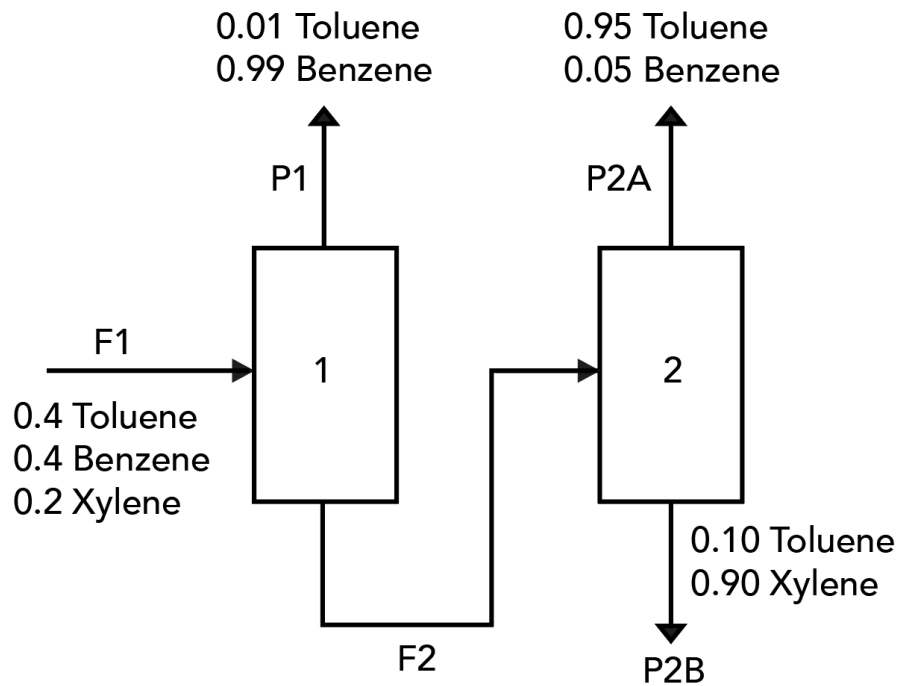 0.01 Toluene
0.99 Benzene
0.95 Toluene
0.05 Benzene
P1
P2A
F1
1
2
0.4 Toluene
0.4 Benzene
0.2 Xylene
0.10 Toluene
0.90 Xylene
F2
P2B